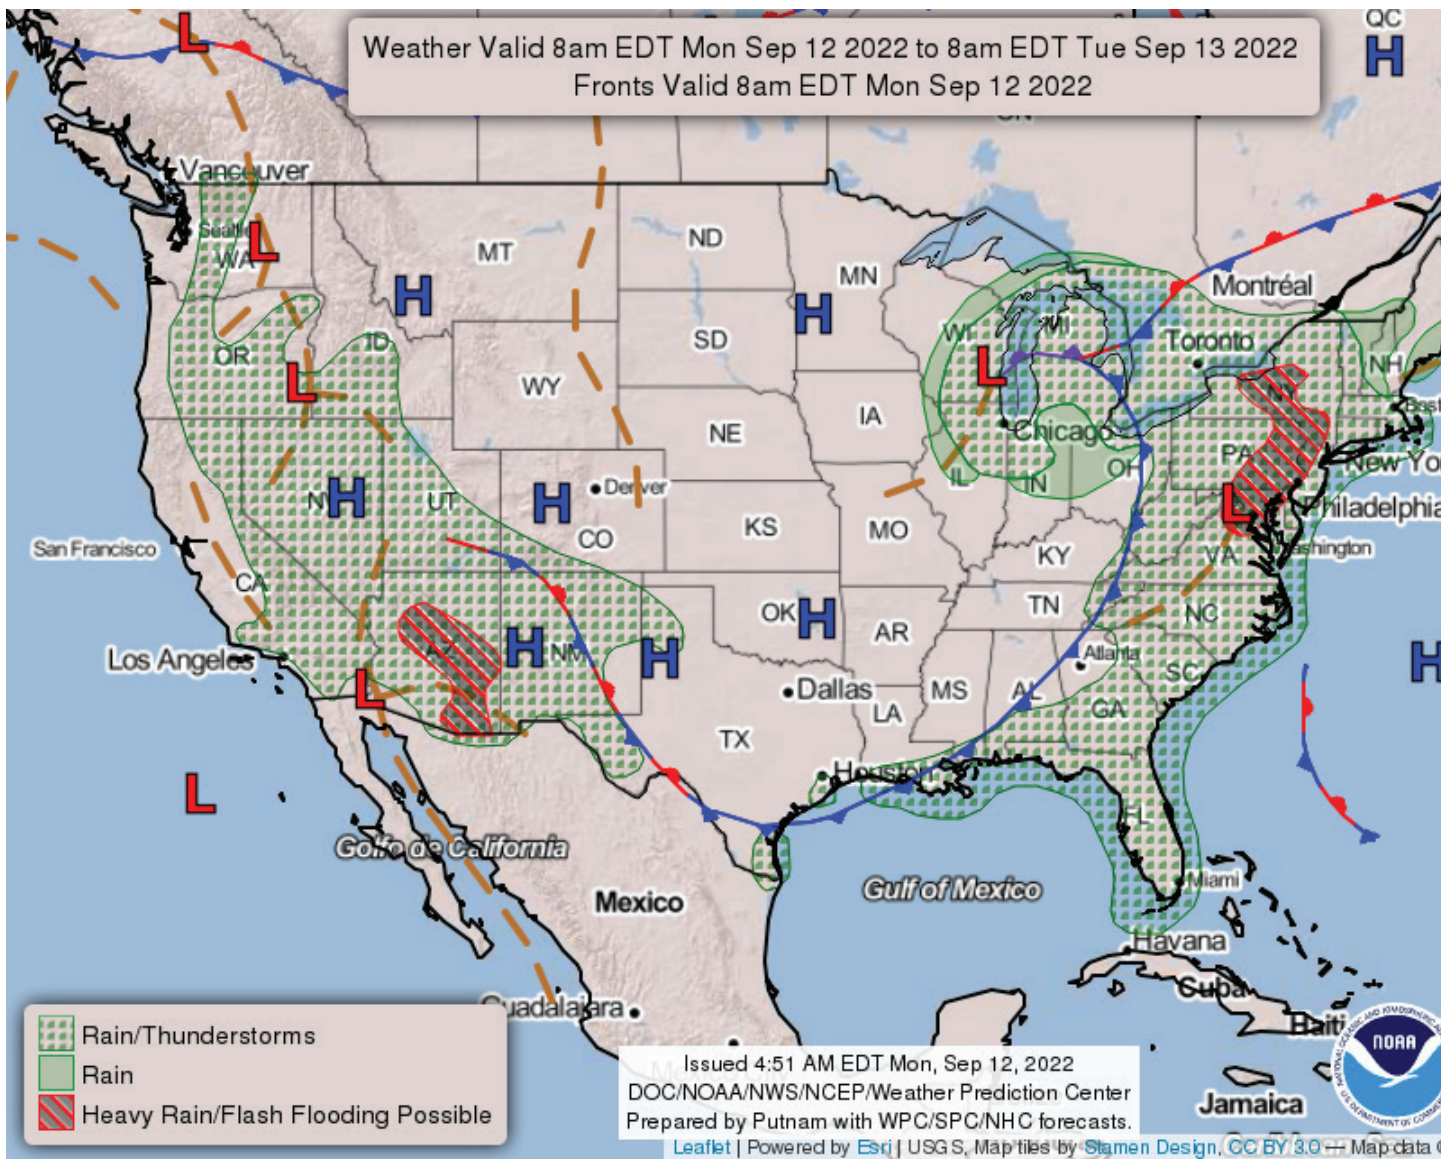 QC
Weather Valid 8am EDT Mon Sep 12 2022 to 8am EDT Tue Sep 13 2022
Fronts Valid 8am EDT Mon Sep 12 2022
L
H
Vancouver
Seattle
WA
L
MT
ND
MN
H
H
Montréal
OR
ID
SD
WI
MI
Toronto
L
WY
L
NH
NY
IA
NE
Chicago
PA
New Yo
NV
H
UT
H
Denver
IL
IN
OH
L
Philadelphia
San Francisco
CO
KS
MO
KY
VA
Washington
CA
OK
H
TN
NC
AR
Los Angeles
AZ
H
NM
H
Atlanta
SC
H
L
Dallas
LA
MS
AL
GA
TX
L
Houston
FL
Golfo de California
Gulf of Mexico
Miami
Mexico
Havana
Cuba
Guadalajara
Haiti
Rain/Thunderstorms
Rain
Heavy Rain/Flash Flooding Possible
Issued 4:51 AM EDT Mon, Sep 12, 2022
DOC/NOAA/NWS/NCEP/Weather Prediction Center
Prepared by Putnam with WPC/SPC/NHC forecasts.
NOAA
Jamaica
Leaflet | Powered by Esri | USGS, Map tiles by Stamen Design, CC BY 3.0 — Map data ©